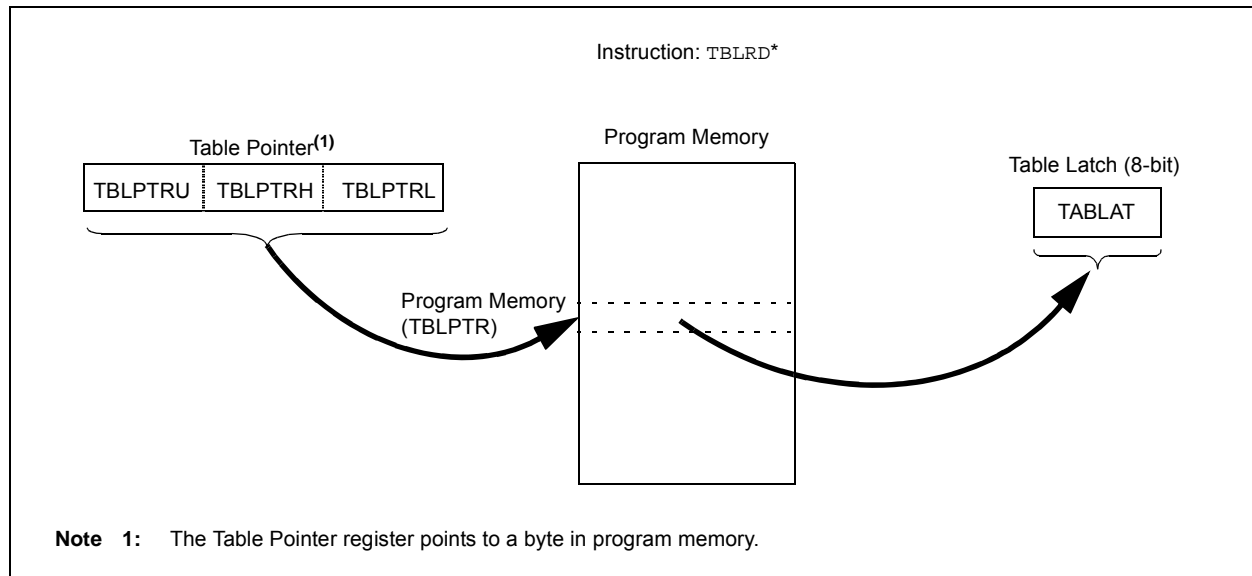 Instruction: TBLRD*
Table Pointer(1)
TBLPTRU TBLPTRH TBLPTRL
Program Memory
Table Latch (8-bit)
TABLAT
Program Memory
(TBLPTR)
Note 1: The Table Pointer register points to a byte in program memory.